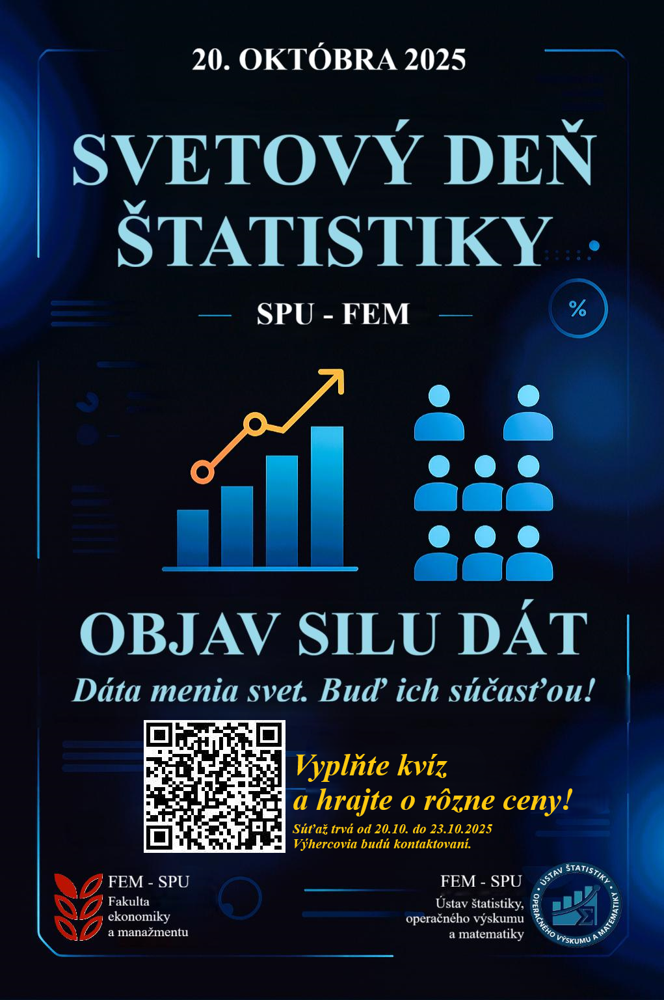 20. OKTÓBRA 2025
SVETOVÝ DEŇ
ŠTATISTIKY
SPU - FEM
%
OBJAV SILU DÁT
Dáta menia svet. Buď ich súčasťou!
Vyplňte kvíz
a hrajte o rôzne ceny!
Súťaž trvá od 20.10. do 23.10.2025
Výhercovia budú kontaktovaní.
FEM - SPU
Fakulta
ekonomiky
a manažmentu
FEM - SPU
Ústav štatistiky,
operačného výskumu
a matematiky
• ÚSTAV ŠTATISTIKY •
OPERAČNÉHO VÝSKUMU A MATEMATIKY
Σ